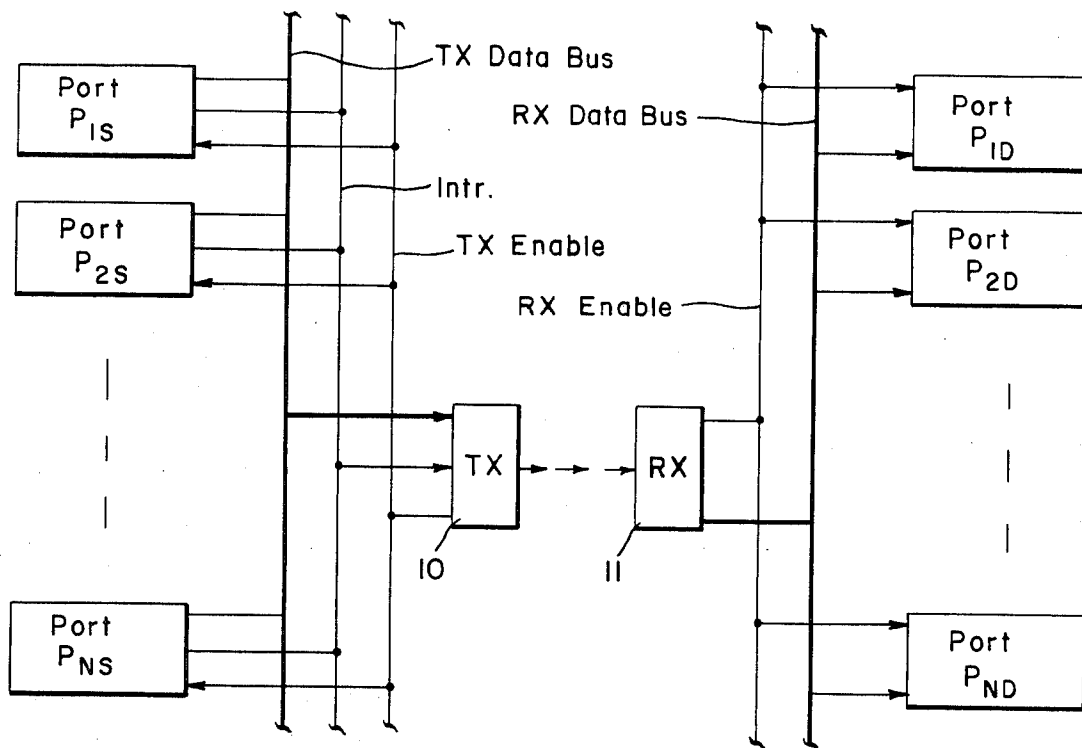 TX Data Bus
Port
P1S
RX Data Bus
Port
P1D
Intr.
Port
P2S
TX Enable
Port
P2D
RX Enable
TX
RX
10
11
Port
PNS
Port
PND